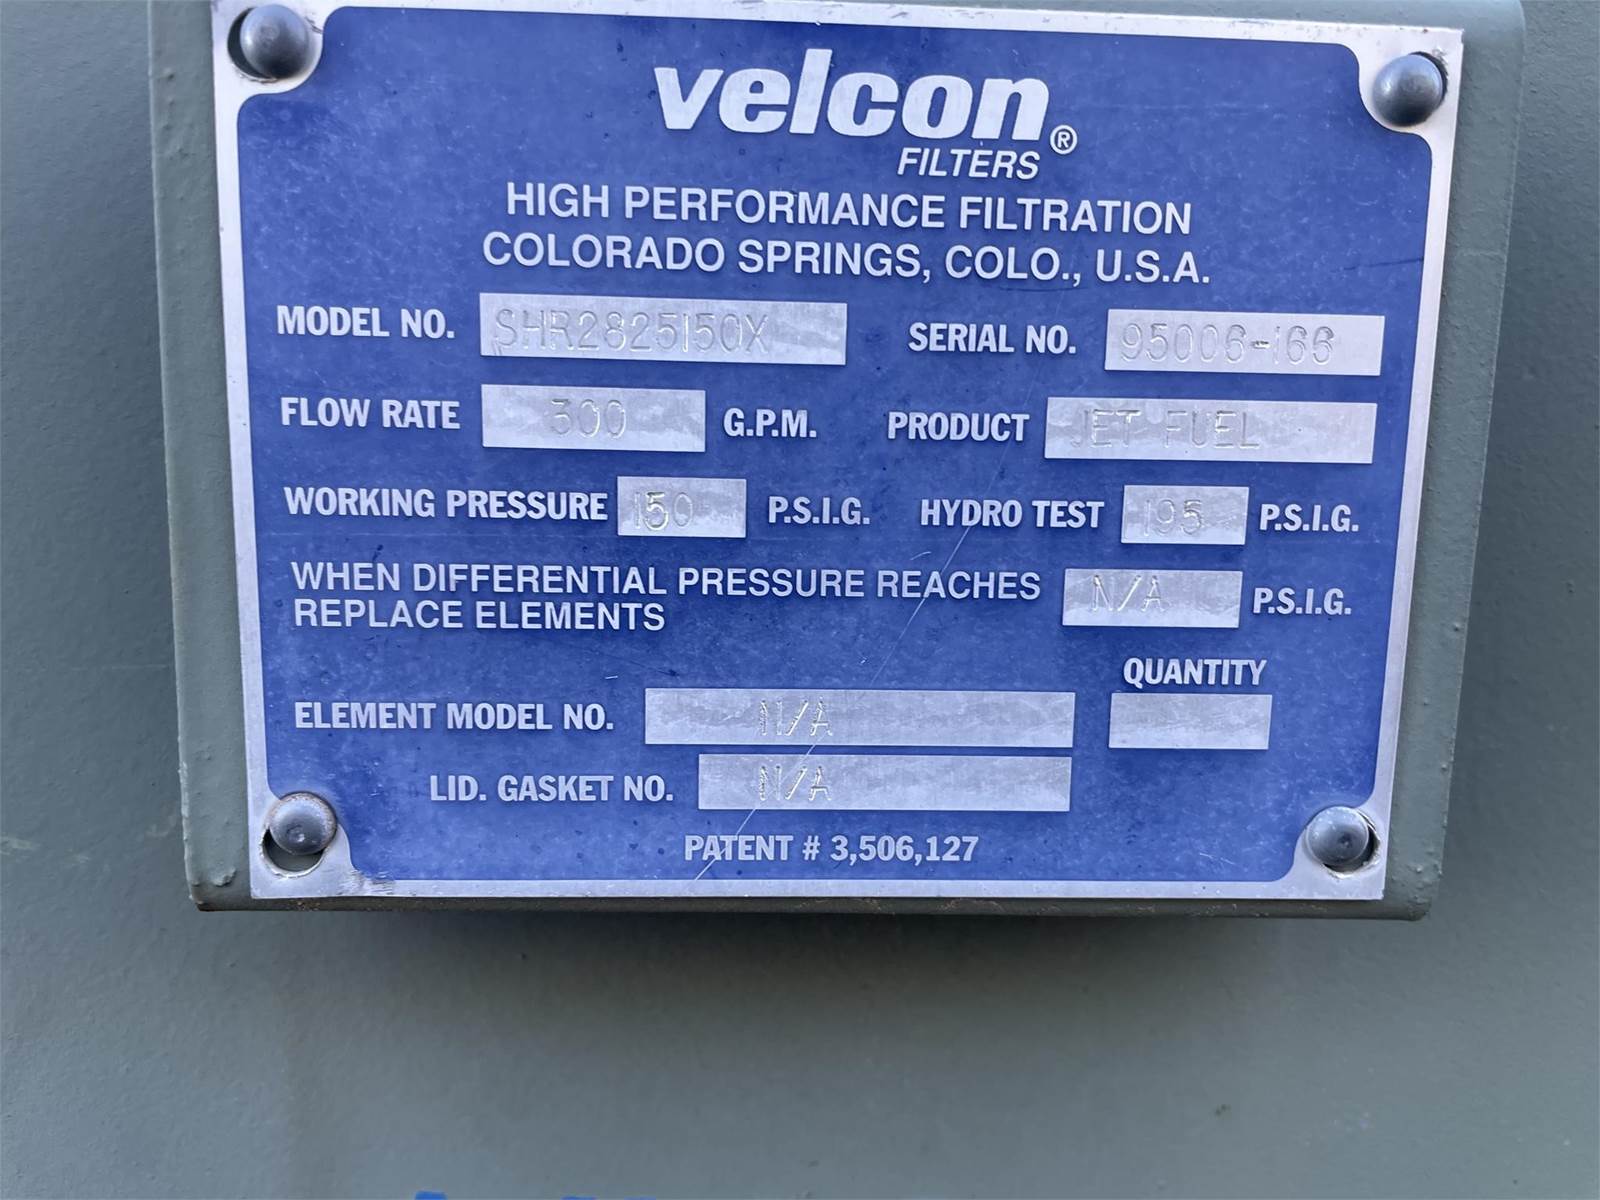 velcon®
FILTERS
HIGH PERFORMANCE FILTRATION
COLORADO SPRINGS, COLO., U.S.A.
MODEL NO. SHR2825150X SERIAL NO. 95006-166
FLOW RATE 300 G.P.M. PRODUCT JET FUEL
WORKING PRESSURE 150 P.S.I.G. HYDRO TEST 195 P.S.I.G.
WHEN DIFFERENTIAL PRESSURE REACHES N/A P.S.I.G.
REPLACE ELEMENTS
QUANTITY
ELEMENT MODEL NO. N/A
LID. GASKET NO. N/A
PATENT # 3,506,127